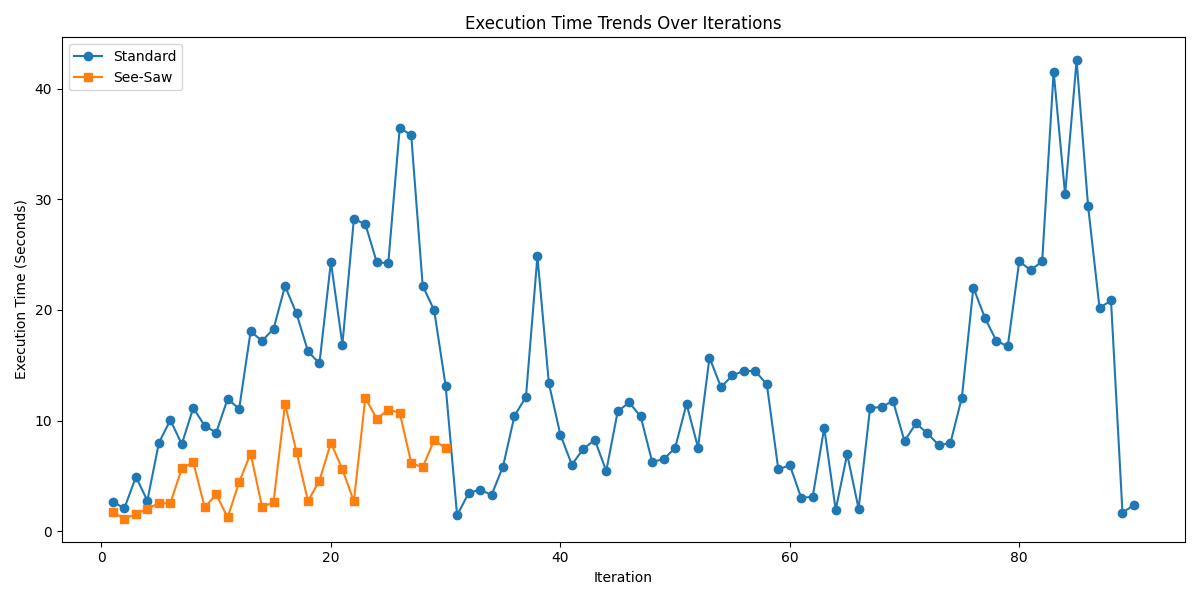 Execution Time Trends Over Iterations
Standard
See-Saw
Execution Time (Seconds)
40
30
20
10
0
0 20 40 60 80
Iteration